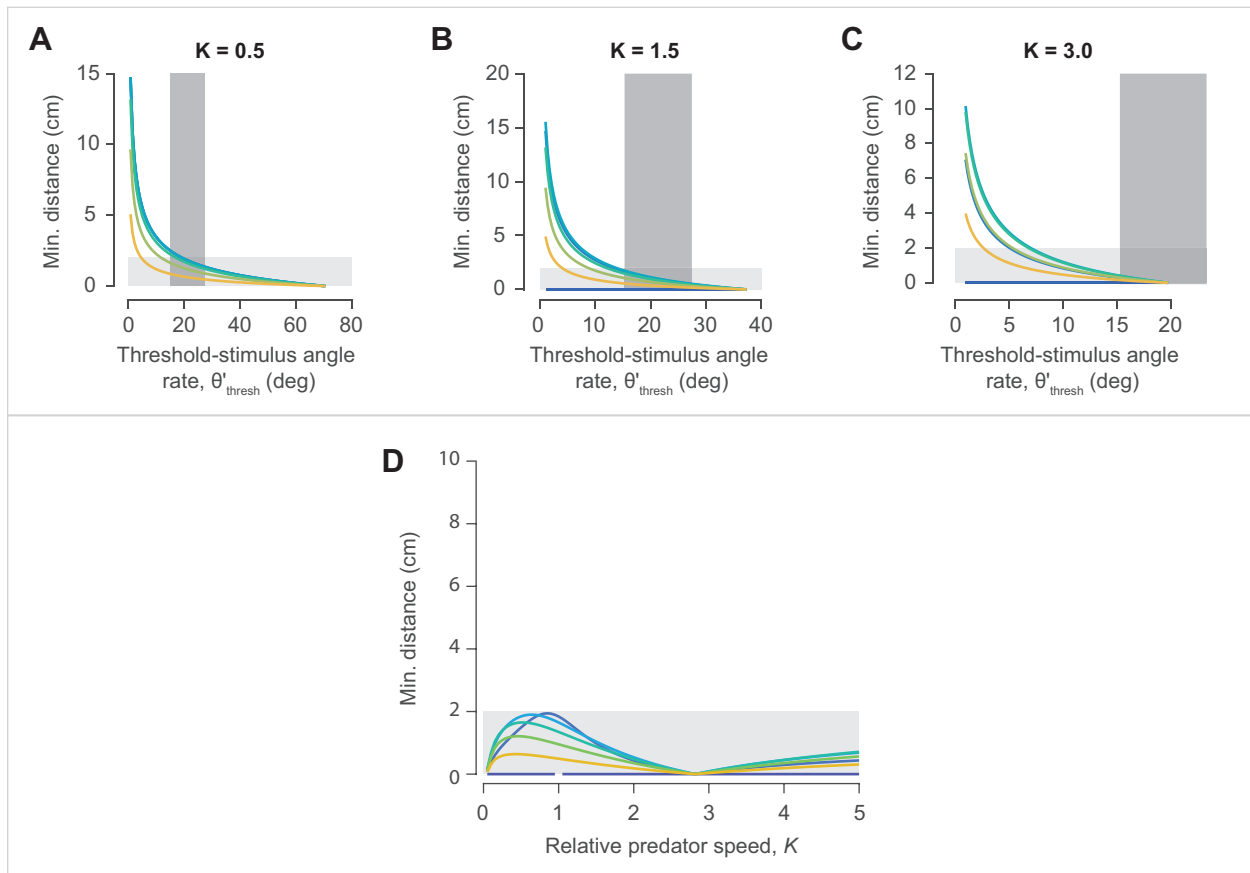 A
K = 0.5
Min. distance (cm)
15
10
5
0
0 20 40 60 80
Threshold-stimulus angle
rate, θ'thresh (deg)
B
K = 1.5
Min. distance (cm)
20
15
10
5
0
0 10 20 30 40
Threshold-stimulus angle
rate, θ'thresh (deg)
C
K = 3.0
Min. distance (cm)
12
10
8
6
4
2
0
0 5 10 15 20
Threshold-stimulus angle
rate, θ'thresh (deg)
D
Min. distance (cm)
10
8
6
4
2
0
0 1 2 3 4 5
Relative predator speed, K